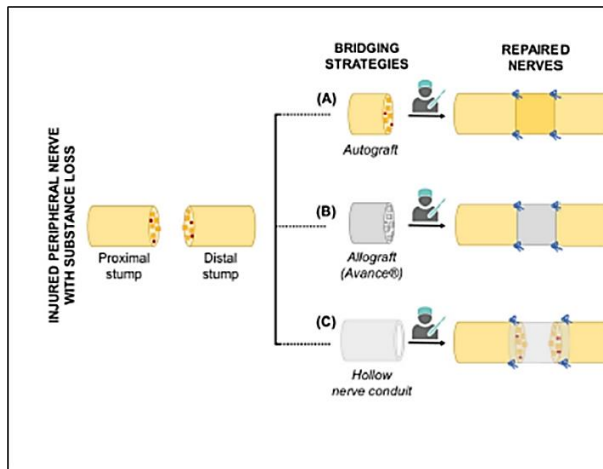 BRIDGING
STRATEGIES
REPAIRED
NERVES
INJURED PERIPHERAL NERVE
WITH SUBSTANCE LOSS
Proximal
stump
Distal
stump
(A)
Autograft
(B)
Allograft
(Avance®)
(C)
Hollow
nerve conduit